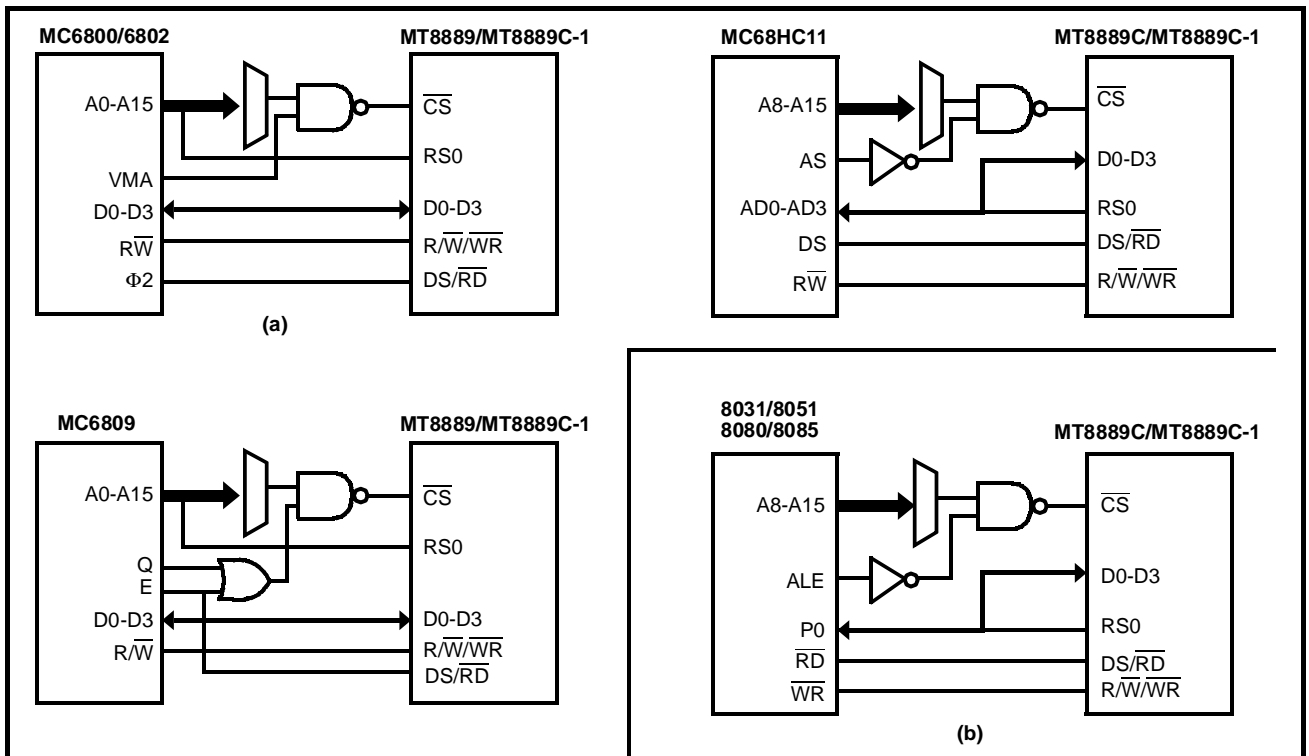 MC6800/6802
MT8889/MT8889C-1
A0-A15
CS
RS0
VMA
D0-D3
D0-D3
RW
R/W/WR
Φ2
DS/RD
(a)
MC68HC11
MT8889C/MT8889C-1
A8-A15
CS
AS
D0-D3
AD0-AD3
RS0
DS
DS/RD
RW
R/W/WR
MC6809
MT8889/MT8889C-1
A0-A15
CS
RS0
Q
E
D0-D3
D0-D3
R/W
R/W/WR
DS/RD
8031/8051
8080/8085
MT8889C/MT8889C-1
A8-A15
CS
ALE
D0-D3
P0
RS0
RD
DS/RD
WR
R/W/WR
(b)